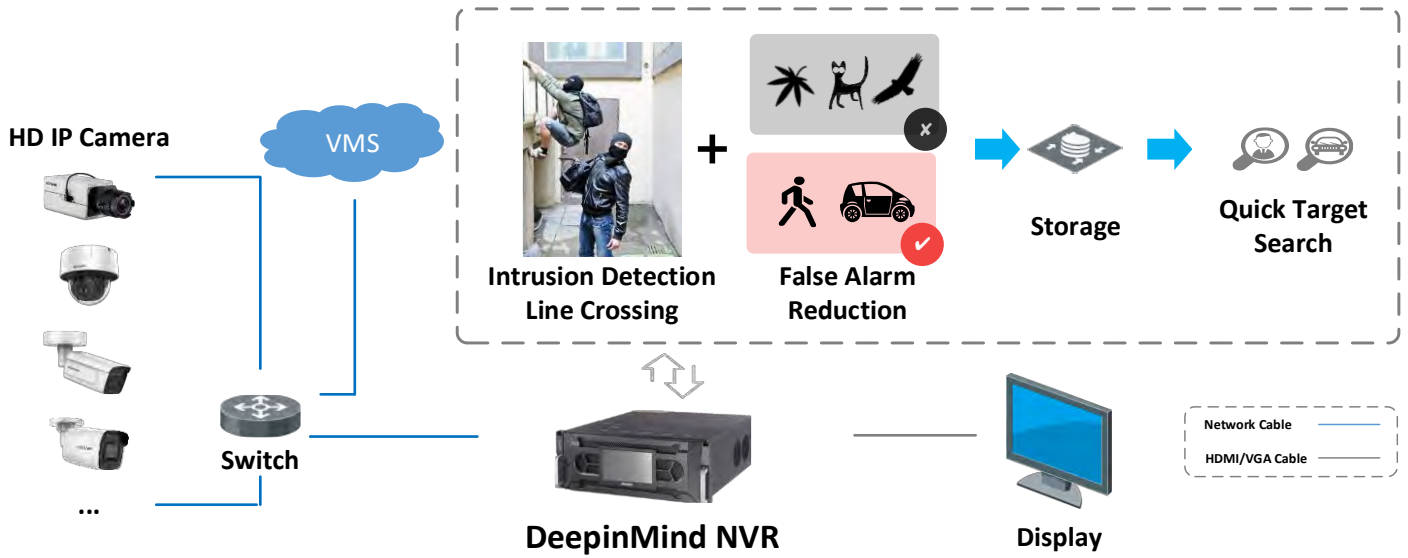 HD IP Camera
VMS
Intrusion Detection
Line Crossing
+
False Alarm
Reduction
Storage
Quick Target
Search
Switch
...
DeepinMind NVR
Display
Network Cable
HDMI/VGA Cable